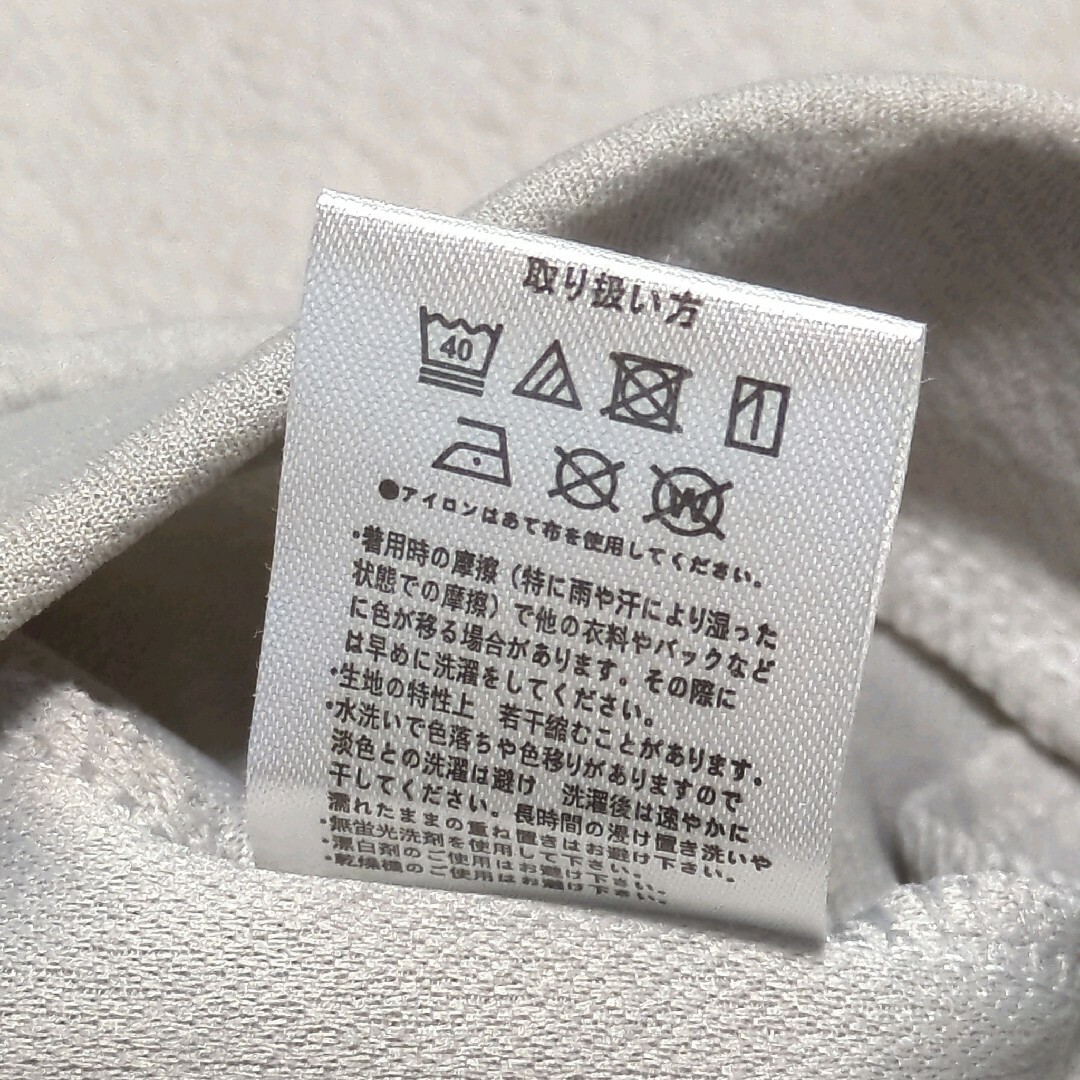 取り扱い方
40
W
●アイロンはあて布を使用してください。
・着用時の摩擦（特に雨や汗により湿った
状態での摩擦）で他の衣料やバックなど
に色が移る場合があります。その際に
は早めに洗濯をしてください。
・生地の特性上　若干縮むことがあります。
・水洗いで色落ちや色移りがありますので
淡色との洗濯は避け　洗濯後は速やかに
干してください。長時間の浸け置き洗いや
濡れたままの重ね置きはお避け下さい。
・無蛍光洗剤を使用して下さい。
・漂白剤のご使用はお避け下さい。
・乾燥機のご使用はお避け下さい。